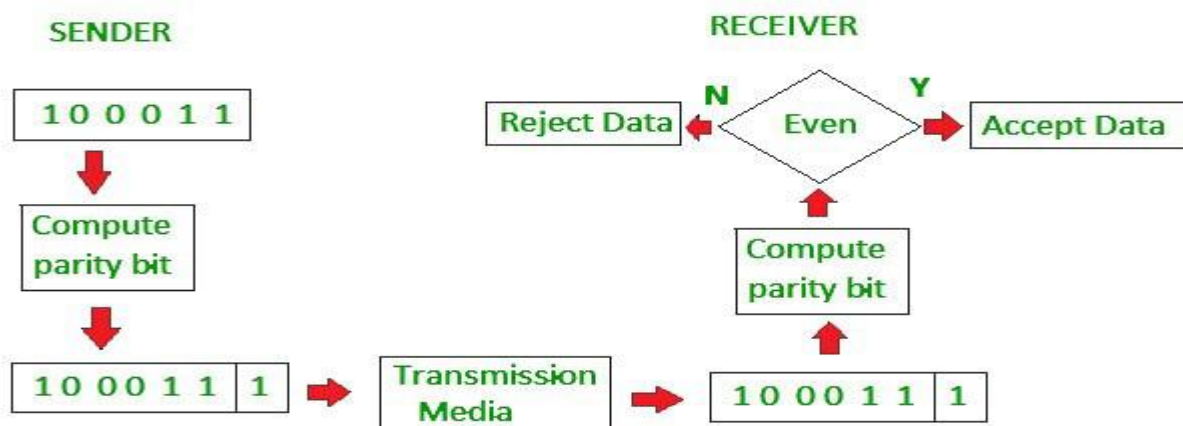 SENDER
1 0 0 0 1 1
Compute
parity bit
1 0 0 0 1 1 1
Transmission
Media
1 0 0 0 1 1 1
Compute
parity bit
Even
N
Y
Reject Data
Accept Data
RECEIVER